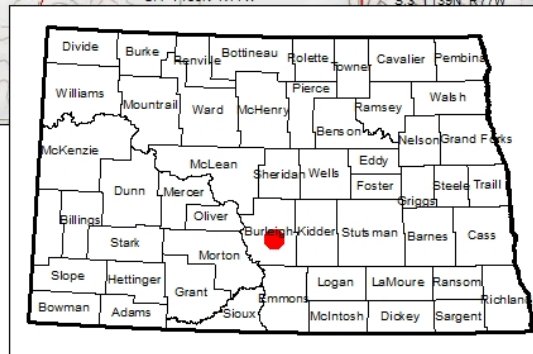 S.S. T139N. R77W
Divide Burke Renville Bottineau Rolette Towner Cavalier Pembina
Williams Mountrail Ward McHenry Pierce Ramsey Walsh
McKenzie Benson Nelson Grand Forks
McLean Sheridan Wells Eddy
Dunn Mercer Foster Griggs Steele Traill
Billings Oliver Burleigh Kidder Stutsman Barnes Cass
Stark Morton
Slope Hettinger Grant Emmons Logan LaMoure Ransom Richland
Bowman Adams Sioux McIntosh Dickey Sargent